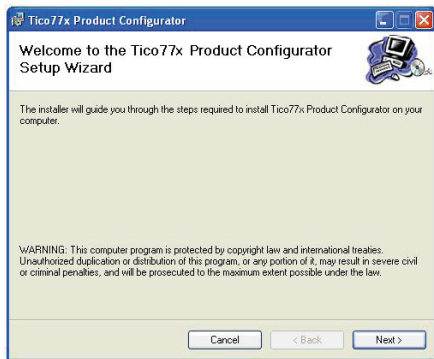 Tico77x Product Configurator
Welcome to the Tico77x Product Configurator
Setup Wizard
The installer will guide you through the steps required to install Tico77x Product Configurator on your
computer.
WARNING: This computer program is protected by copyright law and international treaties.
Unauthorized duplication or distribution of this program, or any portion of it, may result in severe civil
or criminal penalties, and will be prosecuted to the maximum extent possible under the law.
Cancel < Back Next >